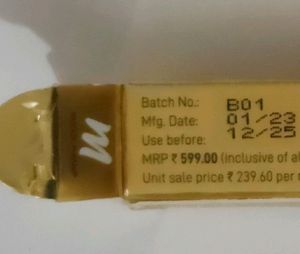 Batch No.: B01
Mfg. Date: 01/23
Use before: 12/25
MRP ₹ 599.00 (inclusive of al
Unit sale price ₹ 239.60 per